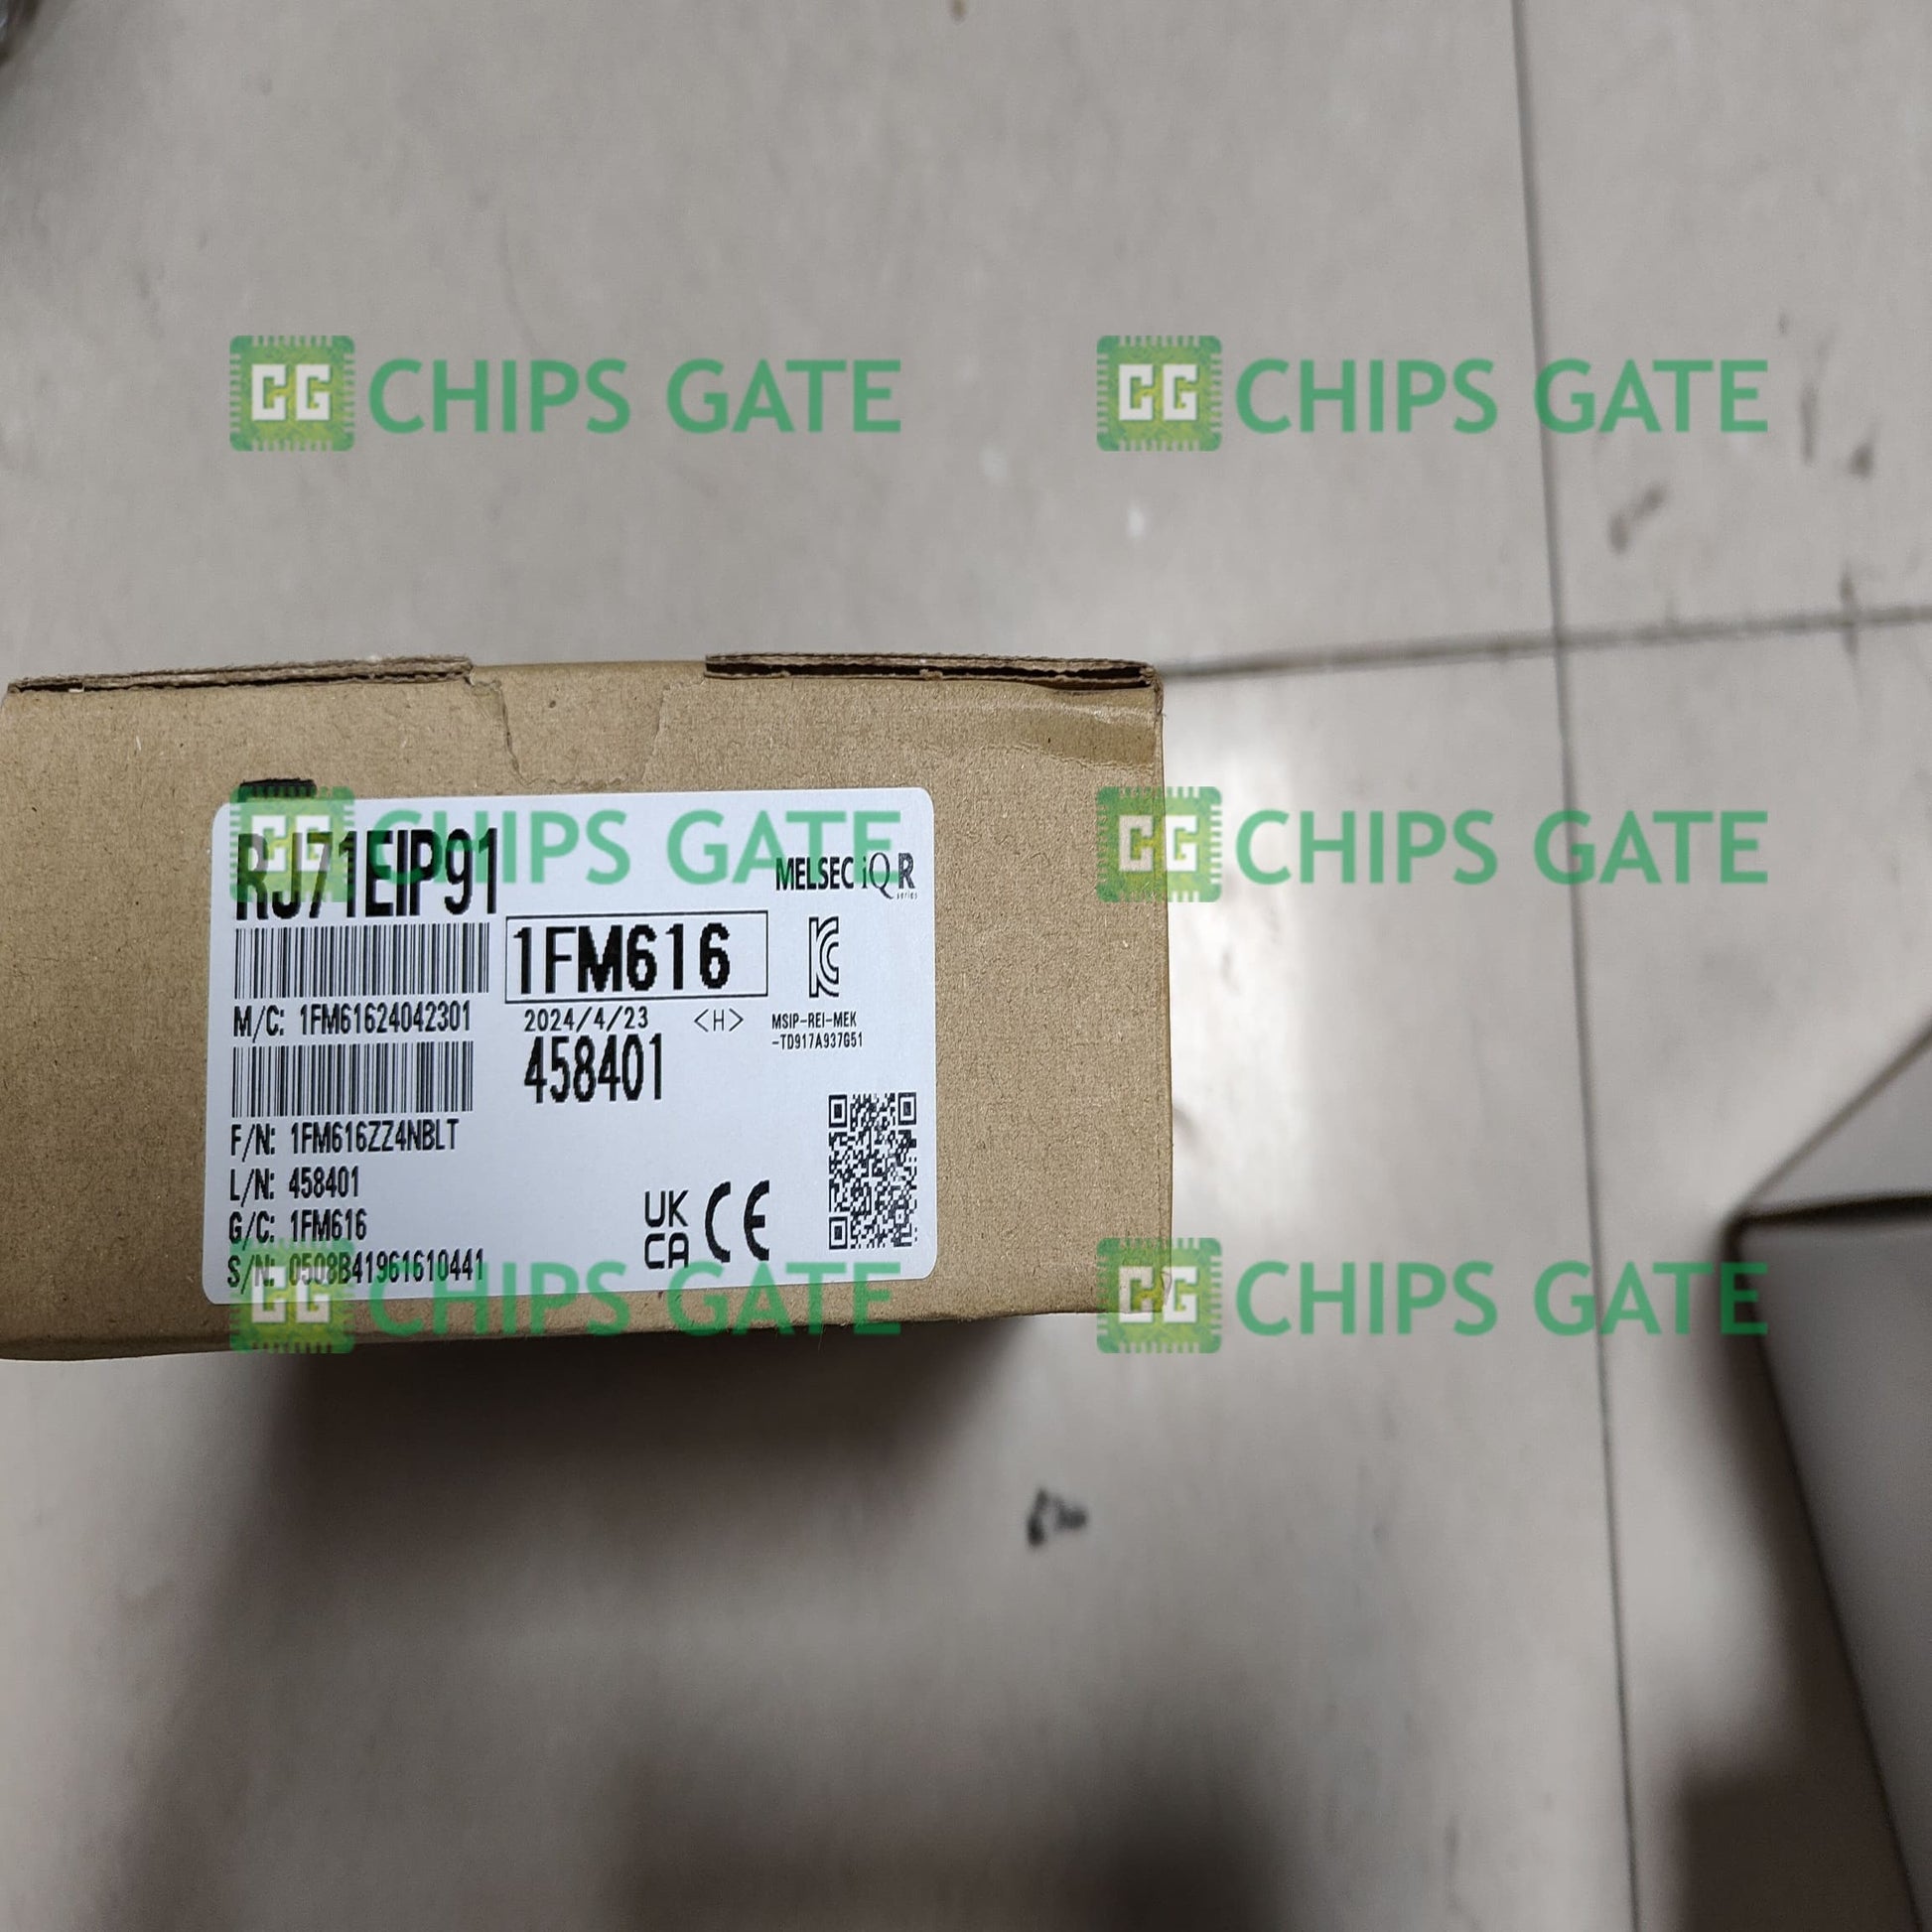 CG CHIPS GATE
CG CHIPS GATE
RJ71EIP91
MELSEC iQ R
series
1FM616
M/C: 1FM61624042301
2024/4/23 <H>
MSIP-REI-MEK
-TD917A937G51
458401
F/N: 1FM616ZZ4NBLT
L/N: 458401
G/C: 1FM616
S/N: 0508B41961610441
UK
CA
CE
CG CHIPS GATE
CG CHIPS GATE
CG CHIPS GATE
CG CHIPS GATE